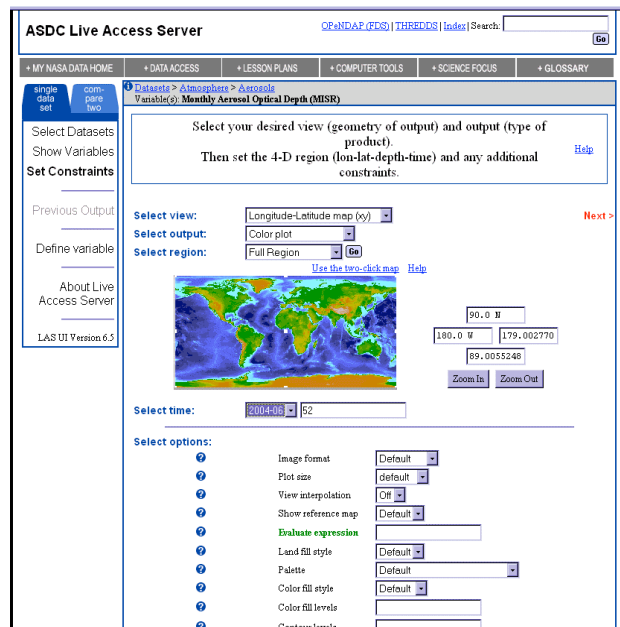 ASDC Live Access Server
OPeNDAP (FDS) | THREDDS | Index | Search:
Go
+ MY NASA DATA HOME + DATA ACCESS + LESSON PLANS + COMPUTER TOOLS + SCIENCE FOCUS + GLOSSARY
single data set
com-pare two
Select Datasets
Show Variables
Set Constraints
Previous Output
Define variable
About Live
Access Server
LAS UI Version 6.5
Datasets > Atmosphere > Aerosols
Variable(s): Monthly Aerosol Optical Depth (MISR)
Select your desired view (geometry of output) and output (type of
product).
Then set the 4-D region (lon-lat-depth-time) and any additional
constraints.
Help
Select view: Longitude-Latitude map (xy)
Next >
Select output: Color plot
Select region: Full Region Go
Use the two-click map Help
90.0 N
180.0 W 179.002770
89.0055248
Zoom In Zoom Out
Select time: 2004-06 52
Select options:
? Image format Default
? Plot size default
? View interpolation Off
? Show reference map Default
? Evaluate expression
? Land fill style Default
? Palette Default
? Color fill style Default
? Color fill levels
? Contour levels